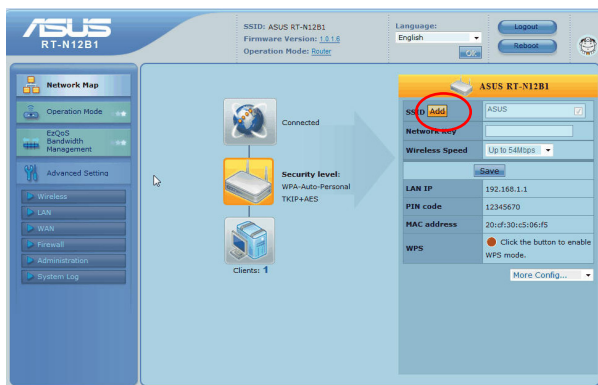 ASUS
RT-N12B1
SSID: ASUS RT-N12B1
Firmware Version: 1.0.1.6
Operation Mode: Router
Language:
English
OK
Logout
Reboot
Network Map
Operation Mode
EzQoS
Bandwidth
Management
Advanced Setting
Wireless
LAN
WAN
Firewall
Administration
System Log
Connected
Security level:
WPA-Auto-Personal
TKIP+AES
Clients: 1
ASUS RT-N12B1
SSID Add ASUS
Network Key
Wireless Speed Up to 54Mbps
Save
LAN IP 192.168.1.1
PIN code 12345670
MAC address 20:cf:30:c5:06:f5
WPS Click the button to enable
WPS mode.
More Config...